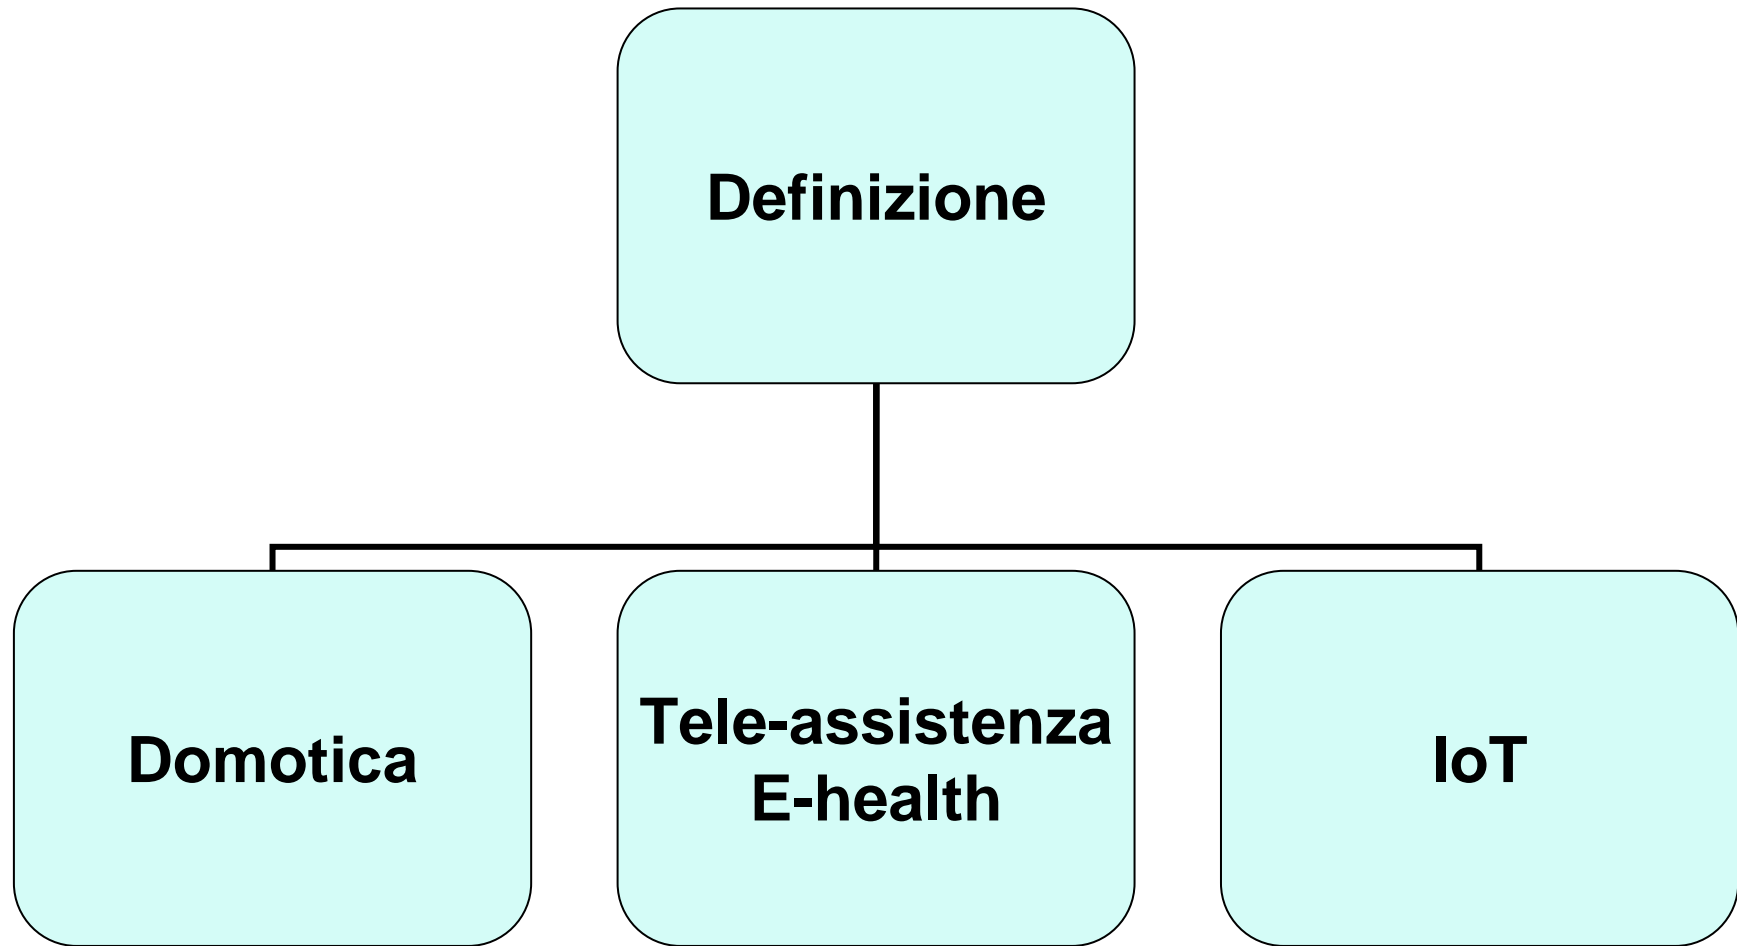 Definizione
Domotica
Tele-assistenza
E-health
IoT